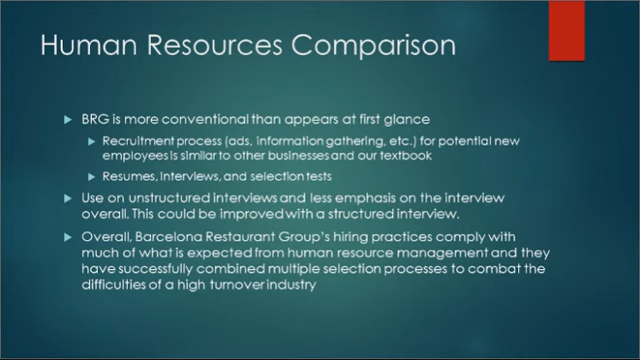 Human Resources Comparison
BRG is more conventional than appears at first glance
Recruitment process (ads, information gathering, etc.) for potential new
employees is similar to other businesses and our textbook
Resumes, Interviews, and selection tests
Use on unstructured interviews and less emphasis on the interview
overall. This could be improved with a structured interview.
Overall, Barcelona Restaurant Group's hiring practices comply with
much of what is expected from human resource management and they
have successfully combined multiple selection processes to combat the
difficulties of a high turnover industry